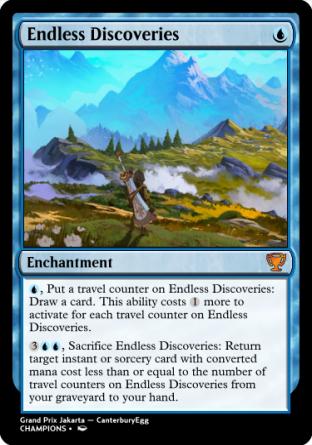 Endless Discoveries
Enchantment
, Put a travel counter on Endless Discoveries:
Draw a card. This ability costs 1 more to
activate for each travel counter on Endless
Discoveries.
3, Sacrifice Endless Discoveries: Return
target instant or sorcery card with converted
mana cost less than or equal to the number of
travel counters on Endless Discoveries from
your graveyard to your hand.
Grand Prix Jakarta — CanterburyEgg
CHAMPIONS •